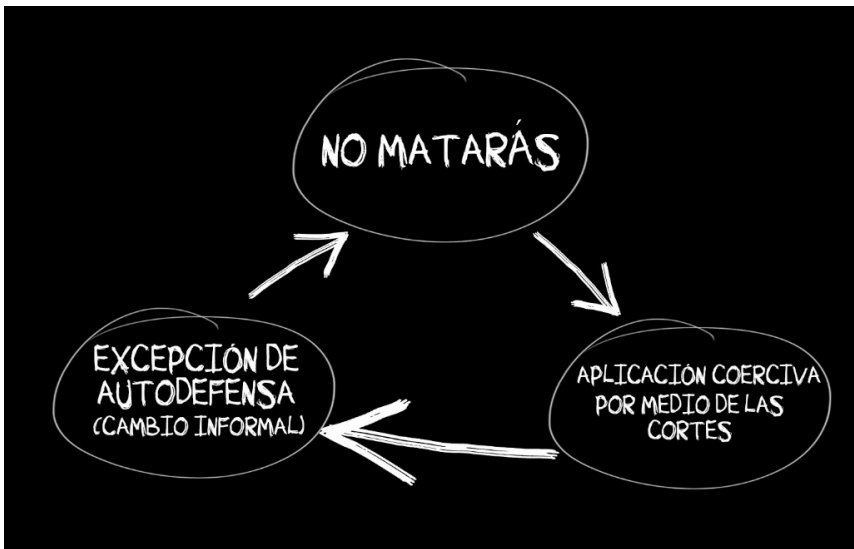 NO MATARÁS
EXCEPCIÓN DE
AUTODEFENSA
(CAMBIO INFORMAL)
APLICACIÓN COERCIVA
POR MEDIO DE LAS
CORTES